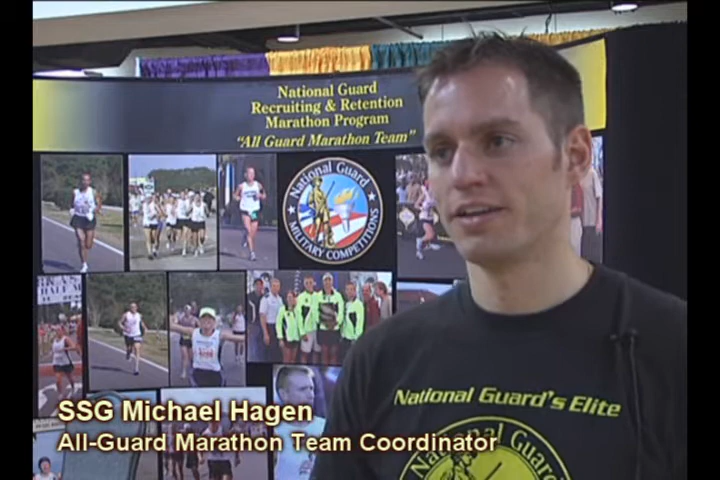 National Guard
Recruiting & Retention
Marathon Program
"All Guard Marathon Team"
National Guard
MILITARY COMPETITIONS
National Guard's Elite
National Guard
SSG Michael Hagen
All-Guard Marathon Team Coordinator